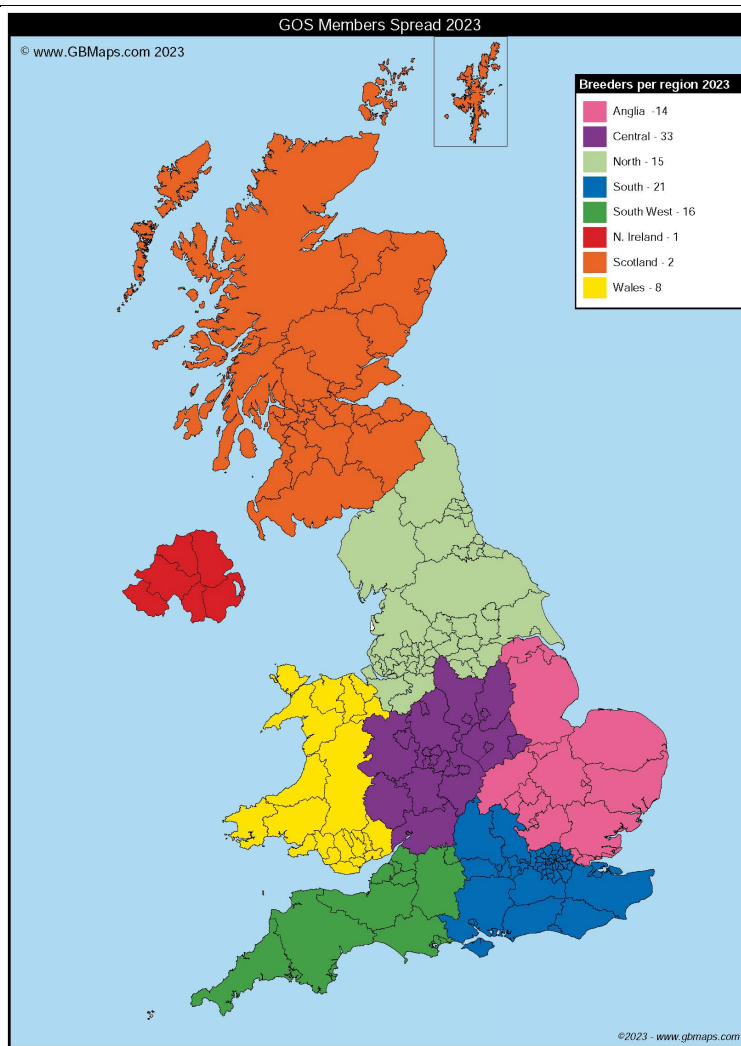 GOS Members Spread 2023
© www.GBMaps.com 2023
Breeders per region 2023
Anglia -14
Central - 33
North - 15
South - 21
South West - 16
N. Ireland - 1
Scotland - 2
Wales - 8
©2023 - www.gbmaps.com